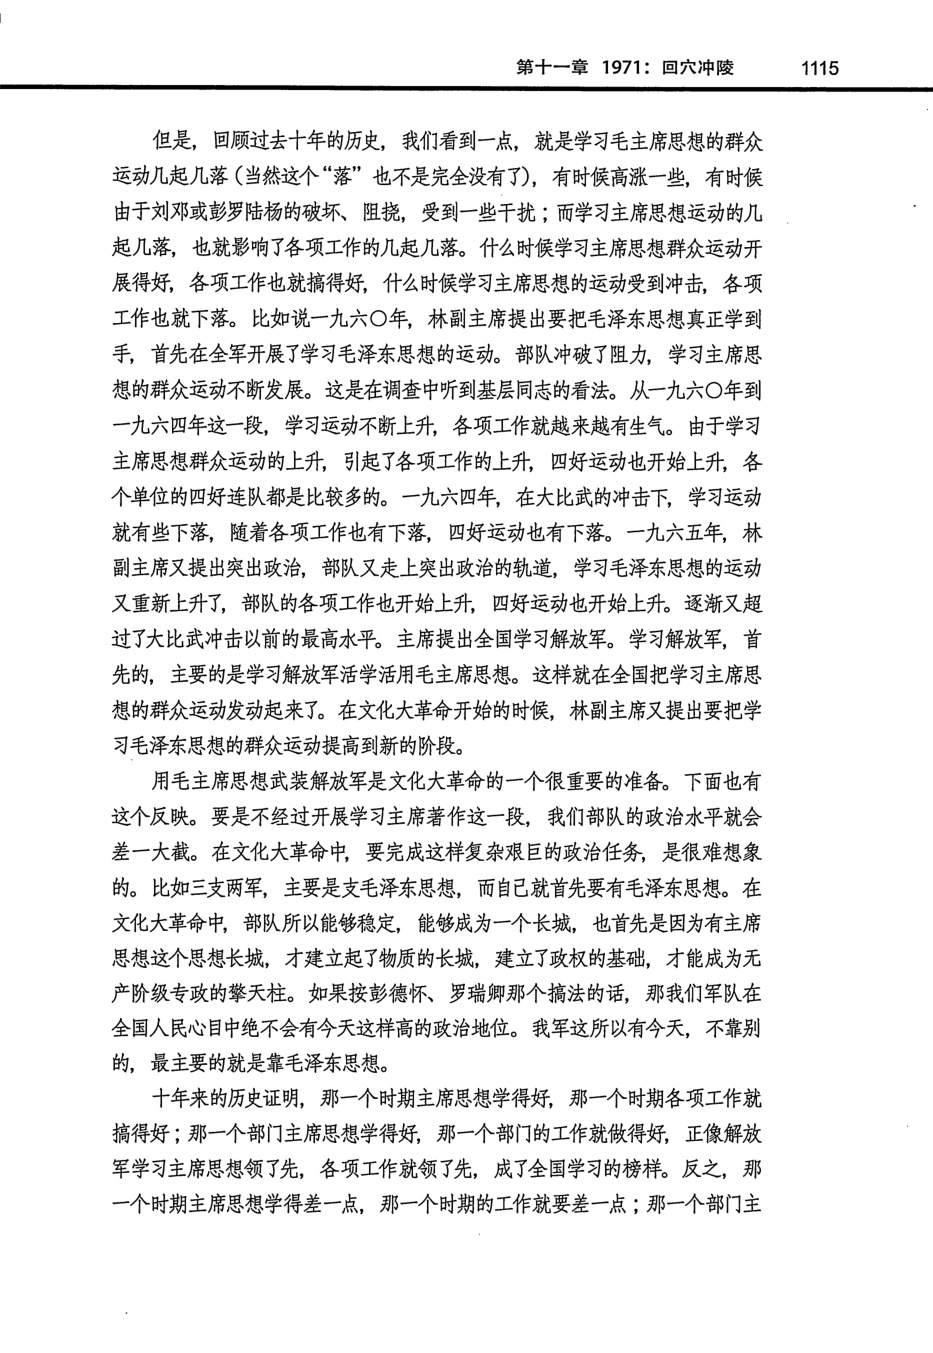 第十一章 1971：回穴冲陵 1115
但是，回顾过去十年的历史，我们看到一点，就是学习毛主席思想的群众
运动几起几落（当然这个“落”也不是完全没有了），有时候高涨一些，有时候
由于刘邓或彭罗陆杨的破坏、阻挠，受到一些干扰；而学习主席思想运动的几
起几落，也就影响了各项工作的几起几落。什么时候学习主席思想群众运动开
展得好，各项工作也就搞得好，什么时候学习主席思想的运动受到冲击，各项
工作也就下落。比如说一九六〇年，林副主席提出要把毛泽东思想真正学到
手，首先在全军开展了学习毛泽东思想的运动。部队冲破了阻力，学习主席思
想的群众运动不断发展。这是在调查中听到基层同志的看法。从一九六〇年到
一九六四年这一段，学习运动不断上升，各项工作就越来越有生气。由于学习
主席思想群众运动的上升，引起了各项工作的上升，四好运动也开始上升，各
个单位的四好连队都是比较多的。一九六四年，在大比武的冲击下，学习运动
就有些下落，随着各项工作也有下落，四好运动也有下落。一九六五年，林
副主席又提出突出政治，部队又走上突出政治的轨道，学习毛泽东思想的运动
又重新上升了，部队的各项工作也开始上升，四好运动也开始上升。逐渐又超
过了大比武冲击以前的最高水平。主席提出全国学习解放军。学习解放军，首
先的，主要的是学习解放军活学活用毛主席思想。这样就在全国把学习主席思
想的群众运动发动起来了。在文化大革命开始的时候，林副主席又提出要把学
习毛泽东思想的群众运动提高到新的阶段。
用毛主席思想武装解放军是文化大革命的一个很重要的准备。下面也有
这个反映。要是不经过开展学习主席著作这一段，我们部队的政治水平就会
差一大截。在文化大革命中，要完成这样复杂艰巨的政治任务，是很难想象
的。比如三支两军，主要是支毛泽东思想，而自己就首先要有毛泽东思想。在
文化大革命中，部队所以能够稳定，能够成为一个长城，也首先是因为有主席
思想这个思想长城，才建立起了物质的长城，建立了政权的基础，才能成为无
产阶级专政的擎天柱。如果按彭德怀、罗瑞卿那个搞法的话，那我们军队在
全国人民心目中绝不会有今天这样高的政治地位。我军这所以有今天，不靠别
的，最主要的就是靠毛泽东思想。
十年来的历史证明，那一个时期主席思想学得好，那一个时期各项工作就
搞得好；那一个部门主席思想学得好，那一个部门的工作就做得好，正像解放
军学习主席思想领了先，各项工作就领了先，成了全国学习的榜样。反之，那
一个时期主席思想学得差一点，那一个时期的工作就要差一点；那一个部门主